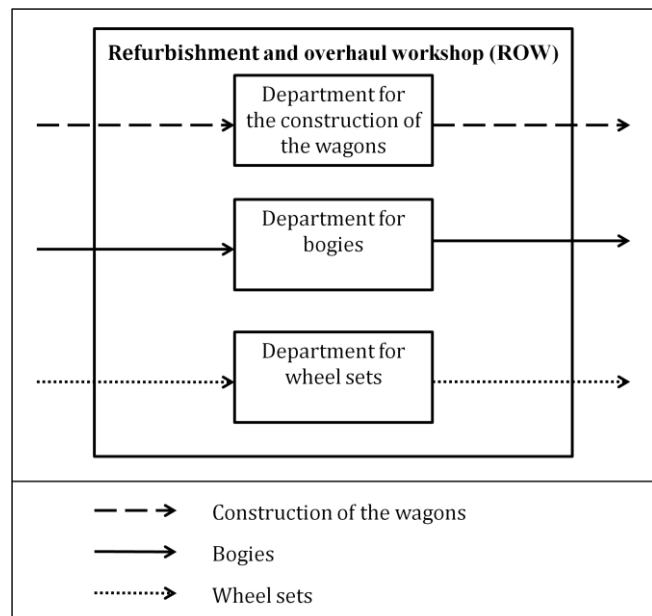 Refurbishment and overhaul workshop (ROW)
Department for
the construction of
the wagons
Department for
bogies
Department for
wheel sets
Construction of the wagons
Bogies
Wheel sets